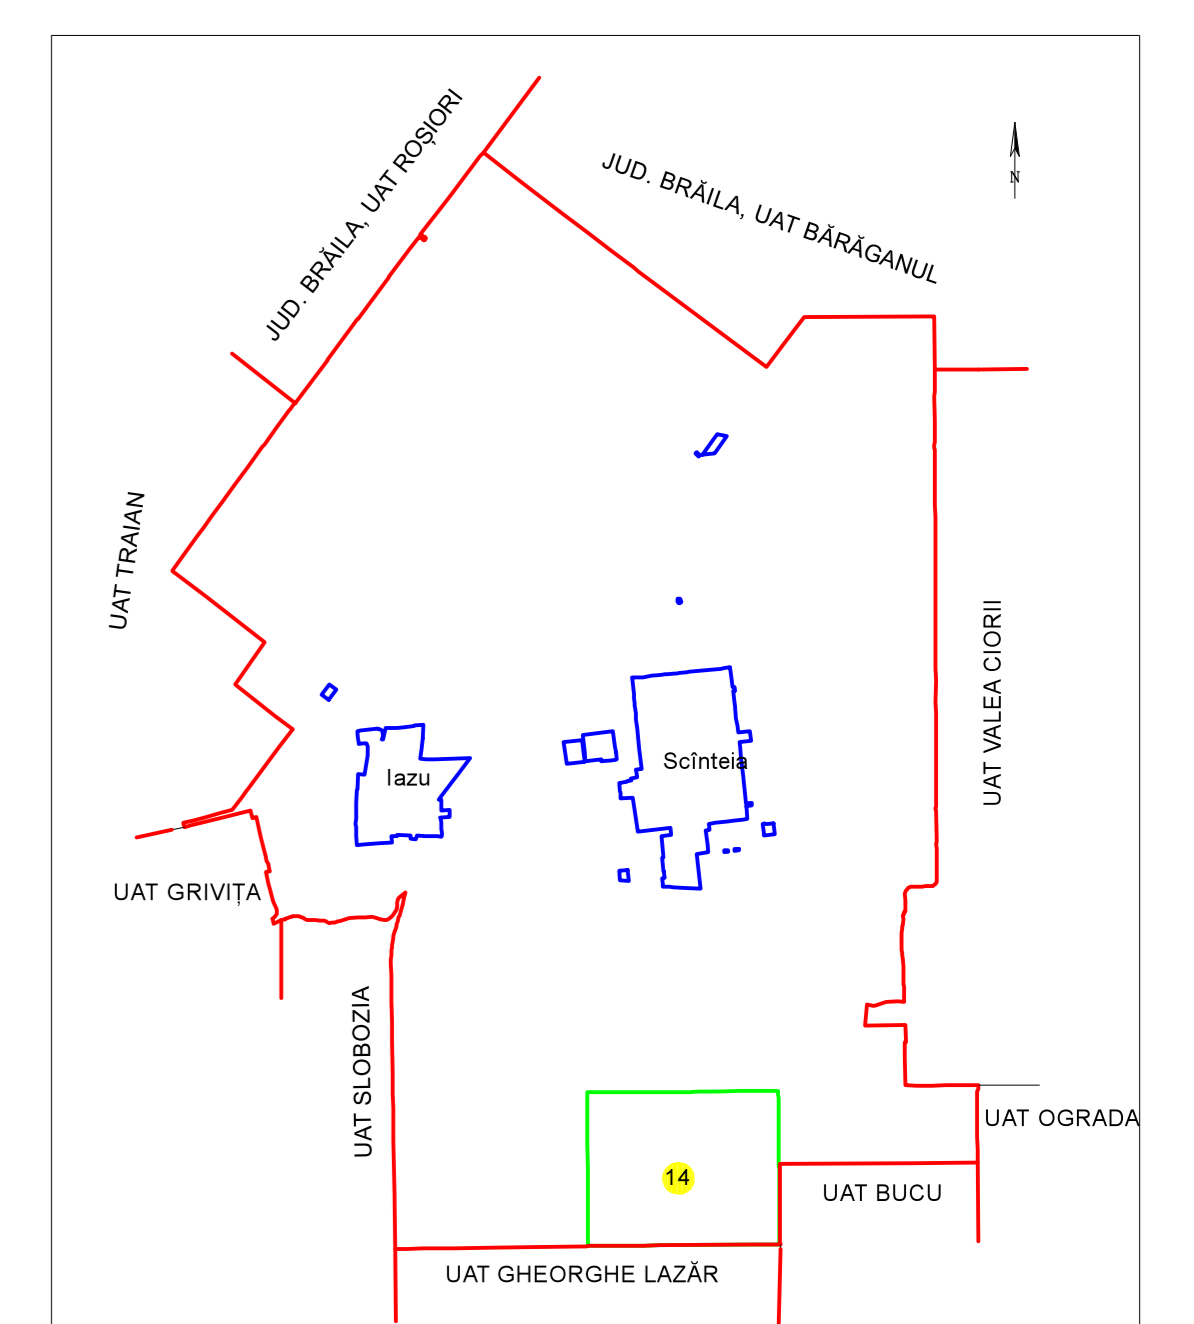 JUD. BRĂILA, UAT ROȘIORI
JUD. BRĂILA, UAT BĂRĂGANUL
N
UAT TRAIAN
UAT VALEA CIORII
Scînteia
Iazu
UAT GRIVIȚA
UAT SLOBOZIA
UAT OGRADA
14
UAT BUCU
UAT GHEORGHE LAZĂR